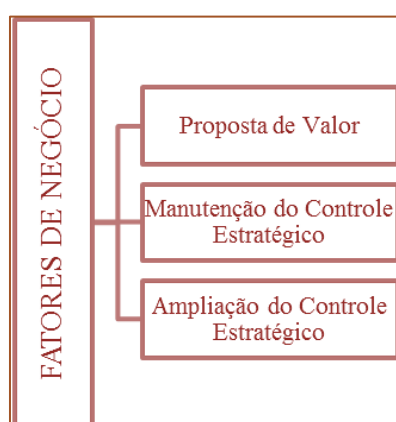 FATORES DE NEGÓCIO
Proposta de Valor
Manutenção do Controle
Estratégico
Ampliação do Controle
Estratégico